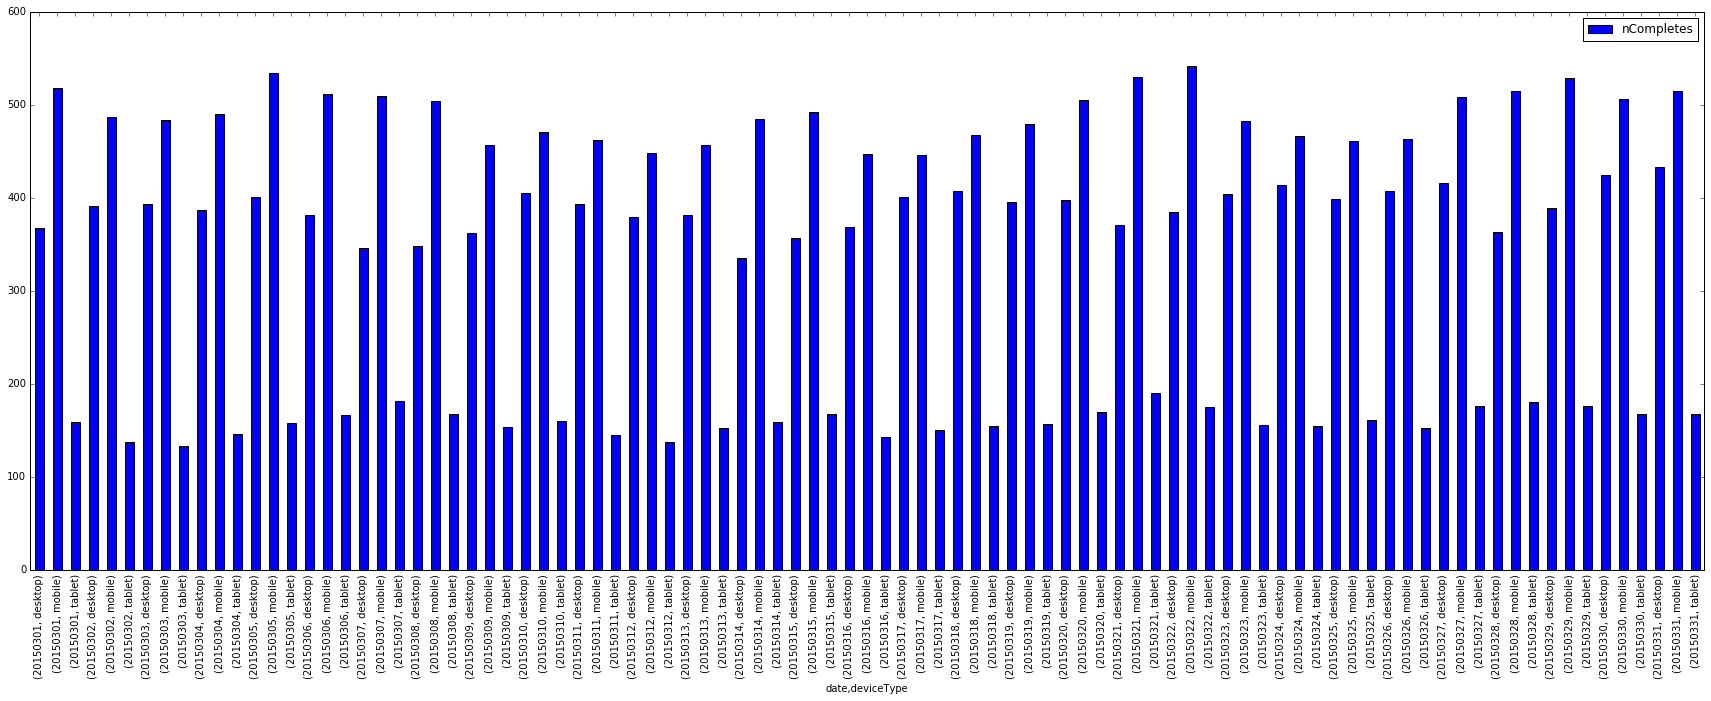 600
nCompletes
500
400
300
200
100
0
(20150301, desktop)
(20150301, mobile)
(20150301, tablet)
(20150302, desktop)
(20150302, mobile)
(20150302, tablet)
(20150303, desktop)
(20150303, mobile)
(20150303, tablet)
(20150304, desktop)
(20150304, mobile)
(20150304, tablet)
(20150305, desktop)
(20150305, mobile)
(20150305, tablet)
(20150306, desktop)
(20150306, mobile)
(20150306, tablet)
(20150307, desktop)
(20150307, mobile)
(20150307, tablet)
(20150308, desktop)
(20150308, mobile)
(20150308, tablet)
(20150309, desktop)
(20150309, mobile)
(20150309, tablet)
(20150310, desktop)
(20150310, mobile)
(20150310, tablet)
(20150311, desktop)
(20150311, mobile)
(20150311, tablet)
(20150312, desktop)
(20150312, mobile)
(20150312, tablet)
(20150313, desktop)
(20150313, mobile)
(20150313, tablet)
(20150314, desktop)
(20150314, mobile)
(20150314, tablet)
(20150315, desktop)
(20150315, mobile)
(20150315, tablet)
(20150316, desktop)
(20150316, mobile)
(20150316, tablet)
(20150317, desktop)
(20150317, mobile)
(20150317, tablet)
(20150318, desktop)
(20150318, mobile)
(20150318, tablet)
(20150319, desktop)
(20150319, mobile)
(20150319, tablet)
(20150320, desktop)
(20150320, mobile)
(20150320, tablet)
(20150321, desktop)
(20150321, mobile)
(20150321, tablet)
(20150322, desktop)
(20150322, mobile)
(20150322, tablet)
(20150323, desktop)
(20150323, mobile)
(20150323, tablet)
(20150324, desktop)
(20150324, mobile)
(20150324, tablet)
(20150325, desktop)
(20150325, mobile)
(20150325, tablet)
(20150326, desktop)
(20150326, mobile)
(20150326, tablet)
(20150327, desktop)
(20150327, mobile)
(20150327, tablet)
(20150328, desktop)
(20150328, mobile)
(20150328, tablet)
(20150329, desktop)
(20150329, mobile)
(20150329, tablet)
(20150330, desktop)
(20150330, mobile)
(20150330, tablet)
(20150331, desktop)
(20150331, mobile)
(20150331, tablet)
date,deviceType